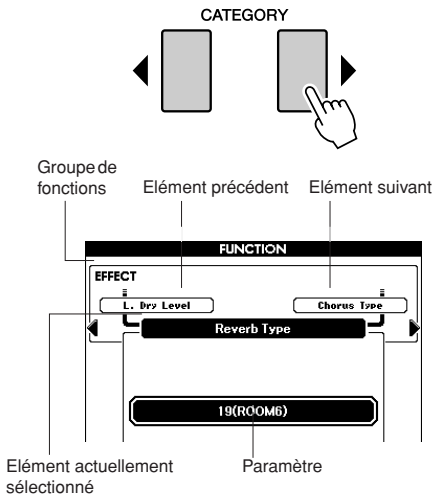 CATEGORY
Groupe de
fonctions
Elément précédent
Elément suivant
FUNCTION
EFFECT
L. Dry Level
Chorus Type
Reverb Type
19(ROOM6)
Elément actuellement
sélectionné
Paramètre